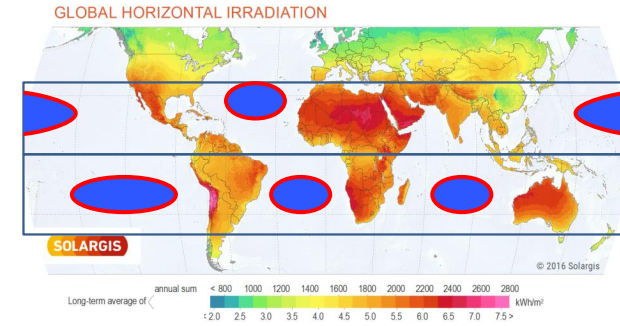 GLOBAL HORIZONTAL IRRADIATION
SOLARGIS
© 2016 Solargis
annual sum < 800 1000 1200 1400 1600 1800 2000 2200 2400 2600 2800
Long-term average of kWh/m²
< 2.0 2.5 3.0 3.5 4.0 4.5 5.0 5.5 6.0 6.5 7.0 7.5 >